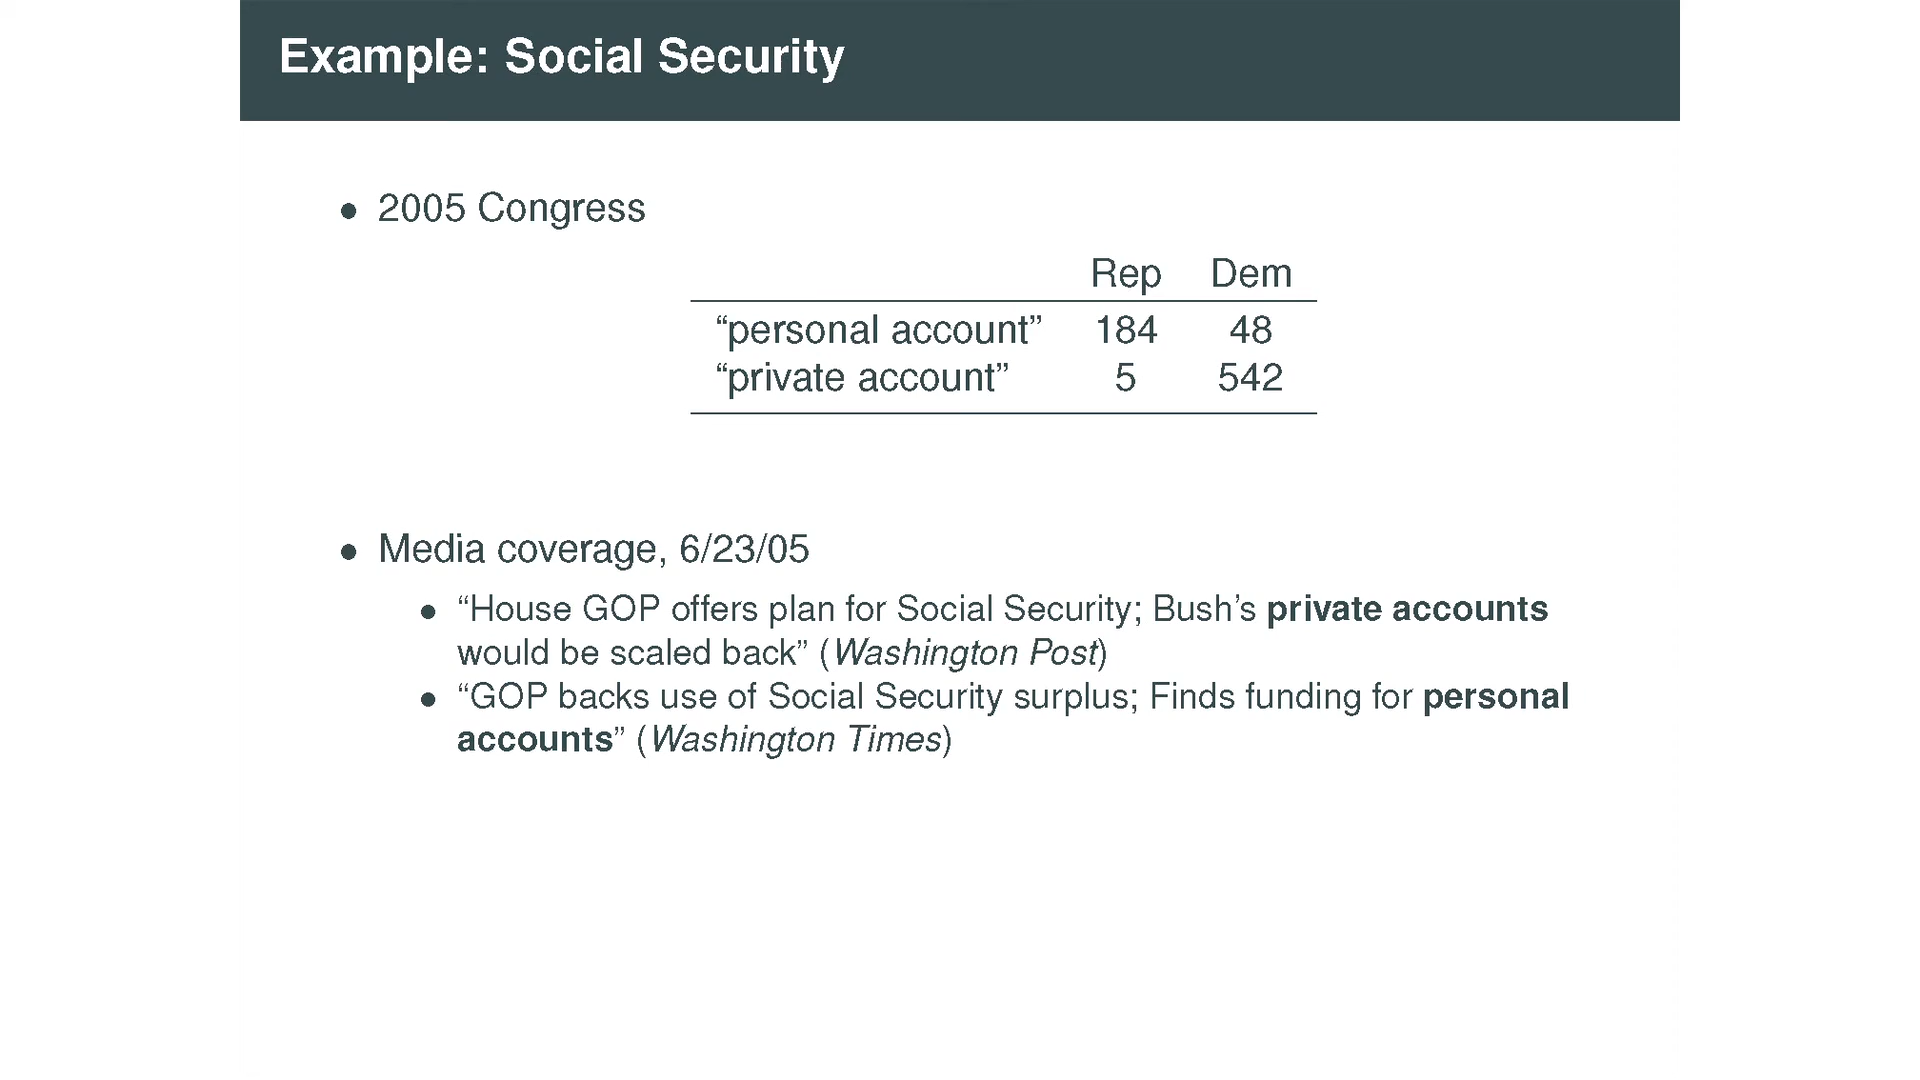 Example: Social Security
• 2005 Congress
Rep Dem
“personal account” 184 48
“private account” 5 542
• Media coverage, 6/23/05
• “House GOP offers plan for Social Security; Bush’s private accounts
would be scaled back” (Washington Post)
• “GOP backs use of Social Security surplus; Finds funding for personal
accounts” (Washington Times)